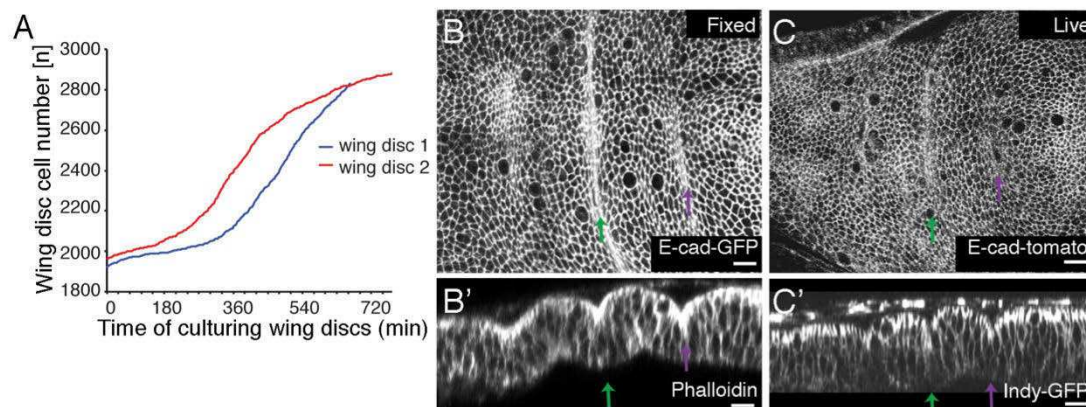 A
Wing disc cell number [n]
3000
2800
2600
2400
2200
2000
1800
0 180 360 540 720
Time of culturing wing discs (min)
wing disc 1
wing disc 2
B
Fixed
E-cad-GFP
C
Live
E-cad-tomato
B'
Phalloidin
C'
Indy-GFP